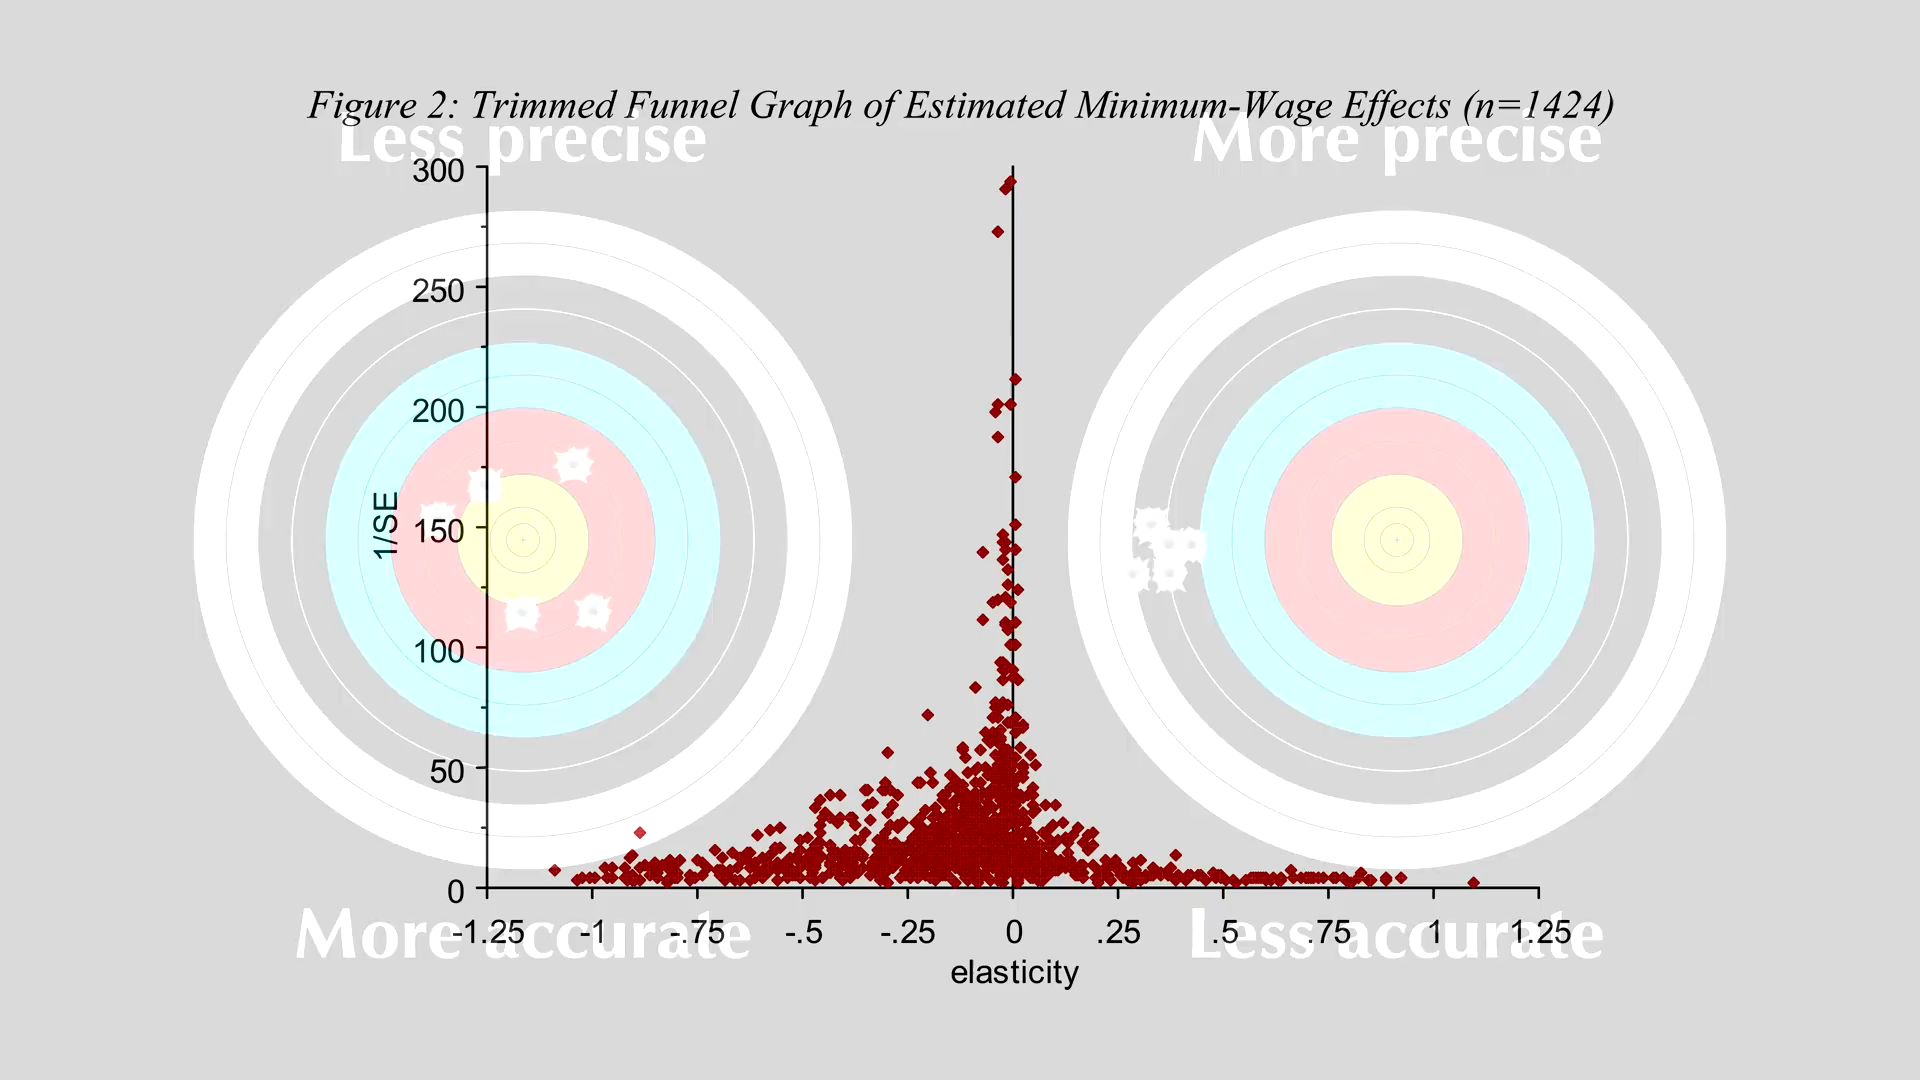 Figure 2: Trimmed Funnel Graph of Estimated Minimum-Wage Effects (n=1424)
Less precise
More precise
300
250
200
150
100
50
0
1/SE
-1.25 -1 -.75 -.5 -.25 0 .25 .5 .75 1 1.25
elasticity
More accurate
Less accurate